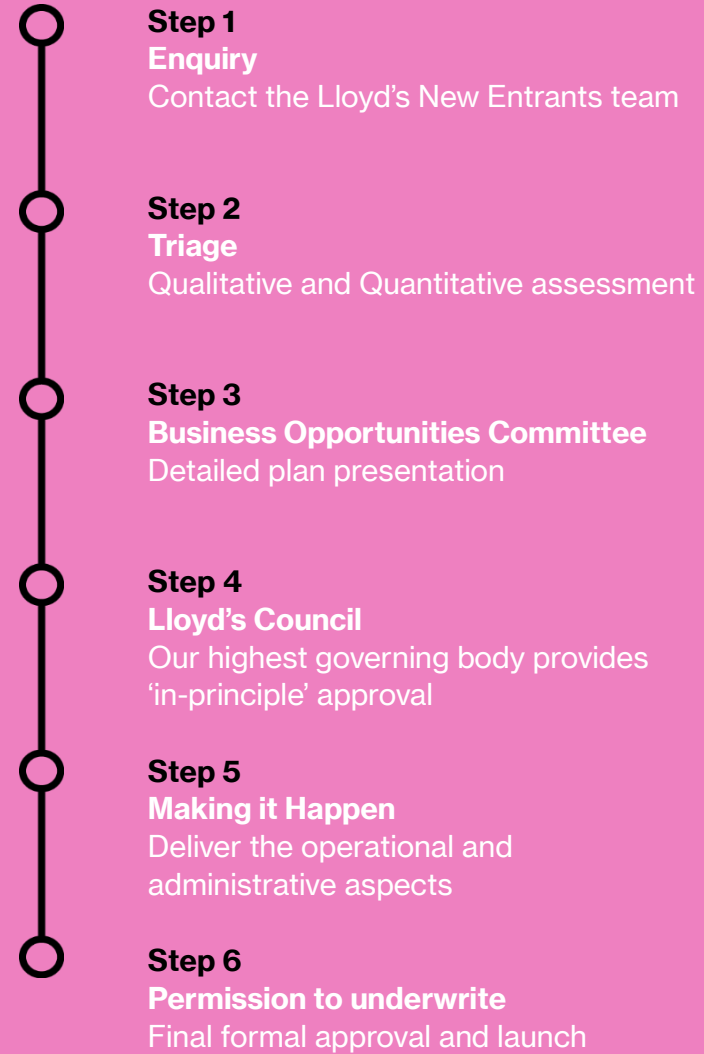 Step 1
Enquiry
Contact the Lloyd's New Entrants team
Step 2
Triage
Qualitative and Quantitative assessment
Step 3
Business Opportunities Committee
Detailed plan presentation
Step 4
Lloyd's Council
Our highest governing body provides
‘in-principle’ approval
Step 5
Making it Happen
Deliver the operational and
administrative aspects
Step 6
Permission to underwrite
Final formal approval and launch